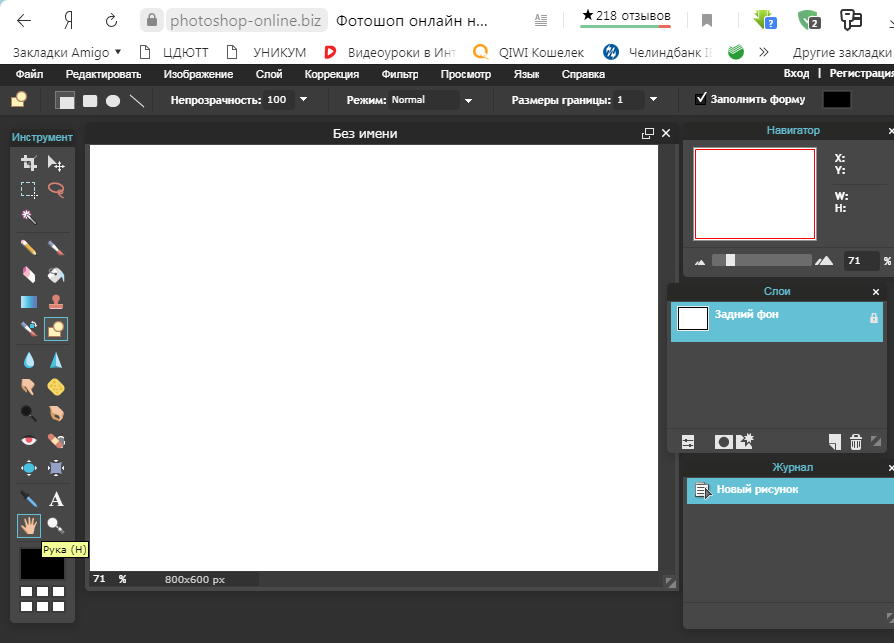 Я photoshop-online.biz Фотошоп онлайн н... ★218 отзывов 2
Закладки Amigo ЦДЮТТ УНИКУМ Видеоуроки в Инт QIWI Кошелек Челиндбанк Другие закладки
Файл Редактировать Изображение Слой Коррекция Фильтр Просмотр Язык Справка Вход | Регистрация
Непрозрачность: 100 Режим: Normal Размеры границы: 1 Заполнить форму
Инструмент
Без имени
Навигатор
X:
Y:
W:
H:
71 %
Слои
Задний фон
Журнал
Новый рисунок
A
Рука (H)
71 % 800x600 px